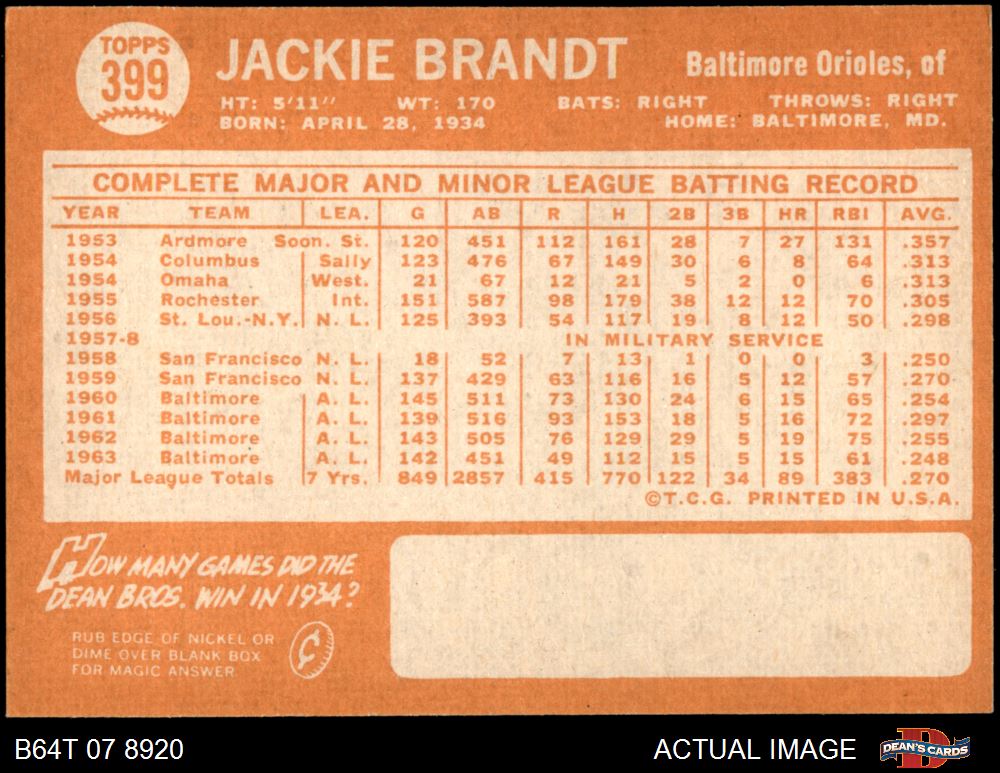 TOPPS
399
JACKIE BRANDT
Baltimore Orioles, of
HT: 5'11" WT: 170 BATS: RIGHT THROWS: RIGHT
BORN: APRIL 28, 1934 HOME: BALTIMORE, MD.
COMPLETE MAJOR AND MINOR LEAGUE BATTING RECORD
YEAR TEAM LEA. G AB R H 2B 3B HR RBI AVG.
1953 Ardmore Soon. St. 120 451 112 161 28 7 27 131 .357
1954 Columbus Sally 123 476 67 149 30 6 8 64 .313
1954 Omaha West. 21 67 12 21 5 2 0 6 .313
1955 Rochester Int. 151 587 98 179 38 12 12 70 .305
1956 St. Lou.-N.Y. N. L. 125 393 54 117 19 8 12 50 .298
1957-8 IN MILITARY SERVICE
1958 San Francisco N. L. 18 52 7 13 1 0 0 3 .250
1959 San Francisco N. L. 137 429 63 116 16 5 12 57 .270
1960 Baltimore A. L. 145 511 73 130 24 6 15 65 .254
1961 Baltimore A. L. 139 516 93 153 18 5 16 72 .297
1962 Baltimore A. L. 143 505 76 129 29 5 19 75 .255
1963 Baltimore A. L. 142 451 49 112 15 5 15 61 .248
Major League Totals 7 Yrs. 849 2857 415 770 122 34 89 383 .270
©T.C.G. PRINTED IN U.S.A.
HOW MANY GAMES DID THE
DEAN BROS. WIN IN 1934?
RUB EDGE OF NICKEL OR
DIME OVER BLANK BOX
FOR MAGIC ANSWER.
¢
B64T 07 8920
ACTUAL IMAGE
DEAN'S CARDS